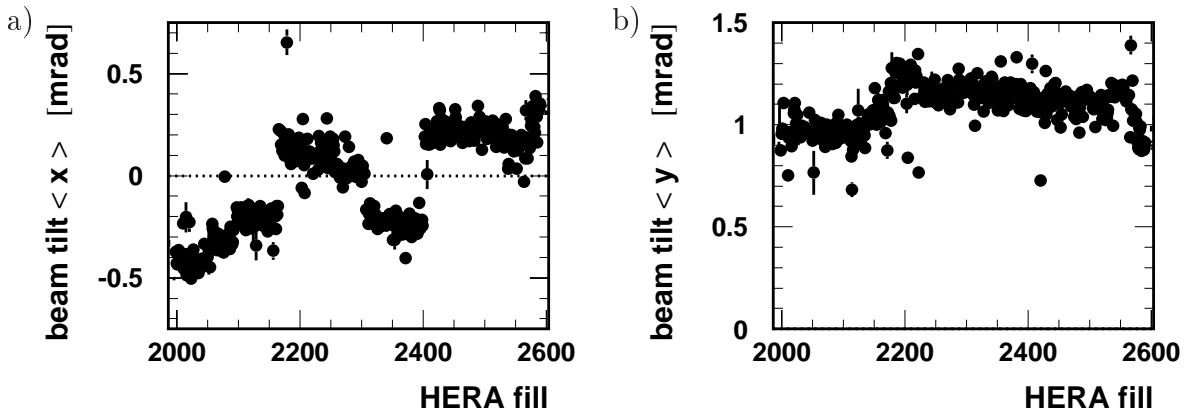 a)
beam tilt < x > [mrad]
0.5
0
-0.5
2000
2200
2400
2600
HERA fill
b)
beam tilt < y > [mrad]
1.5
1
0.5
0
2000
2200
2400
2600
HERA fill